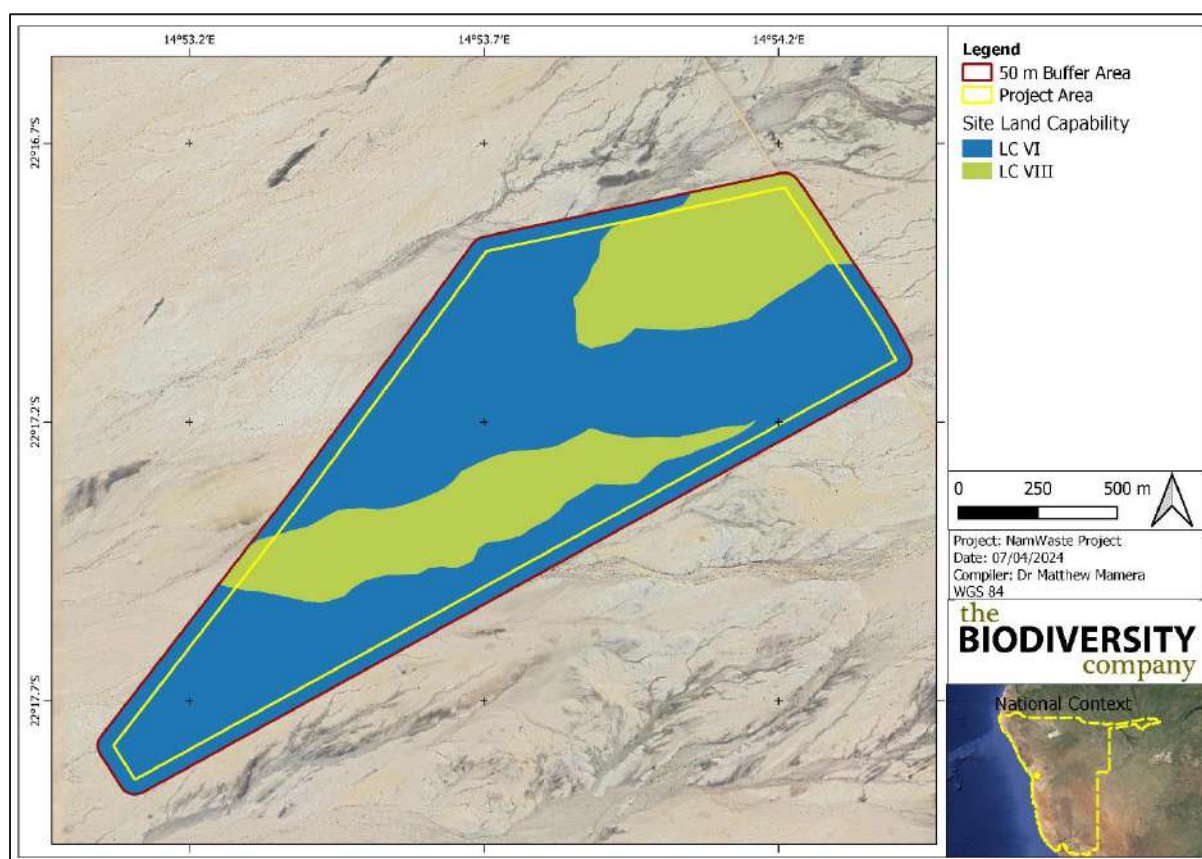 14°53.2'E
14°53.7'E
14°54.2'E
22°16.7'S
22°17.2'S
22°17.7'S
Legend
50 m Buffer Area
Project Area
Site Land Capability
LC VI
LC VIII
0 250 500 m
Project: NamWaste Project
Date: 07/04/2024
Compiler: Dr Matthew Mamera
WGS 84
the
BIODIVERSITY
company
National Context